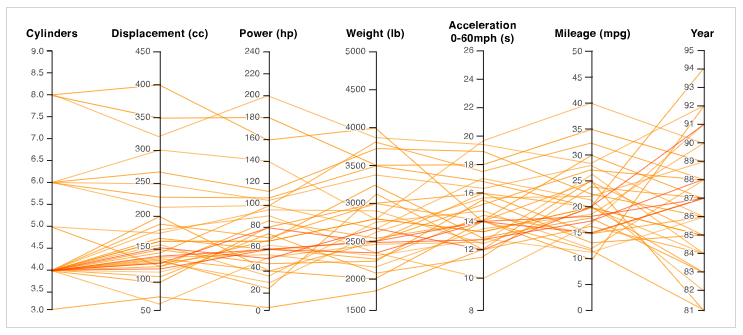 Cylinders Displacement (cc) Power (hp) Weight (lb) Acceleration
0-60mph (s) Mileage (mpg) Year
9.0 450 240 5000 26 50 95
8.5 220 24 45 94
8.0 400 200 4500 22 40 93
7.5 350 180 4000 20 35 92
7.0 160 91
6.5 300 140 3500 18 30 90
6.0 250 120 16 25 89
5.5 100 3000 88
5.0 200 80 14 20 87
4.5 150 60 2500 12 15 86
4.0 100 40 2000 10 10 84
3.5 20 5 83
3.0 50 0 1500 8 0 82
81